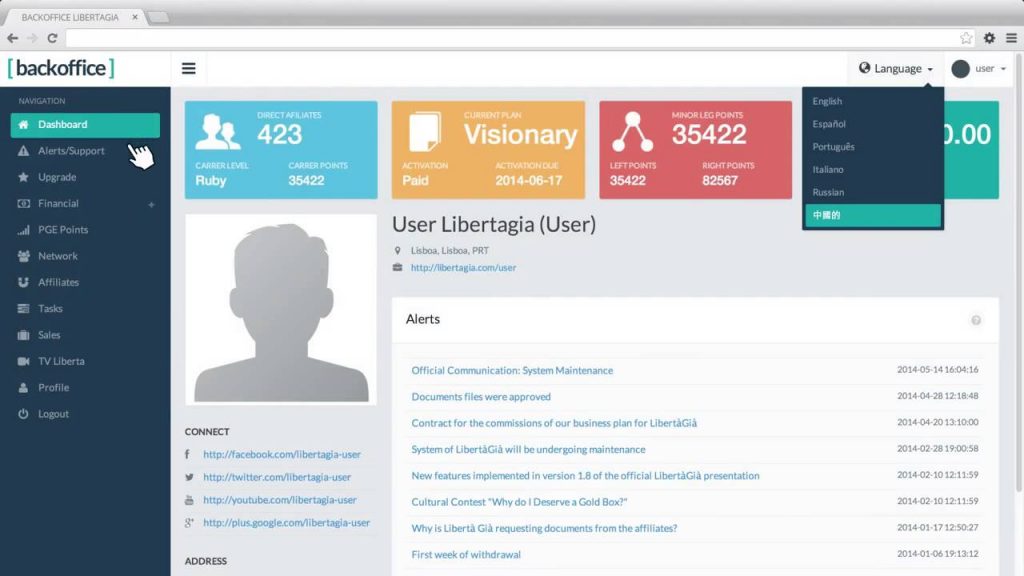 BACKOFFICE LIBERTAGIA
[backoffice]
Language
user
NAVIGATION
Dashboard
Alerts/Support
Upgrade
Financial
PGE Points
Network
Affiliates
Tasks
Sales
TV Liberta
Profile
Logout
DIRECT AFILIATES
423
CARRER LEVEL CARRER POINTS
Ruby 35422
CURRENT PLAN
Visionary
ACTIVATION ACTIVATION DUE
Paid 2014-06-17
MINOR LEG POINTS
35422
LEFT POINTS RIGHT POINTS
35422 82567
0.00
English
Español
Português
Italiano
Russian
中國的
User Libertagia (User)
Lisboa, Lisboa, PRT
http://libertagia.com/user
CONNECT
http://facebook.com/libertagia-user
http://twitter.com/libertagia-user
http://youtube.com/libertagia-user
http://plus.google.com/libertagia-user
ADDRESS
Alerts
Official Communication: System Maintenance 2014-05-14 16:04:16
Documents files were approved 2014-04-28 12:18:48
Contract for the commissions of our business plan for LibertàGià 2014-04-20 13:10:00
System of LibertàGià will be undergoing maintenance 2014-02-28 19:00:58
New features implemented in version 1.8 of the official LibertàGià presentation 2014-02-10 12:11:59
Cultural Contest "Why do I Deserve a Gold Box?" 2014-02-10 12:11:59
Why is Libertà Già requesting documents from the affiliates? 2014-01-17 12:50:27
First week of withdrawal 2014-01-06 19:13:12